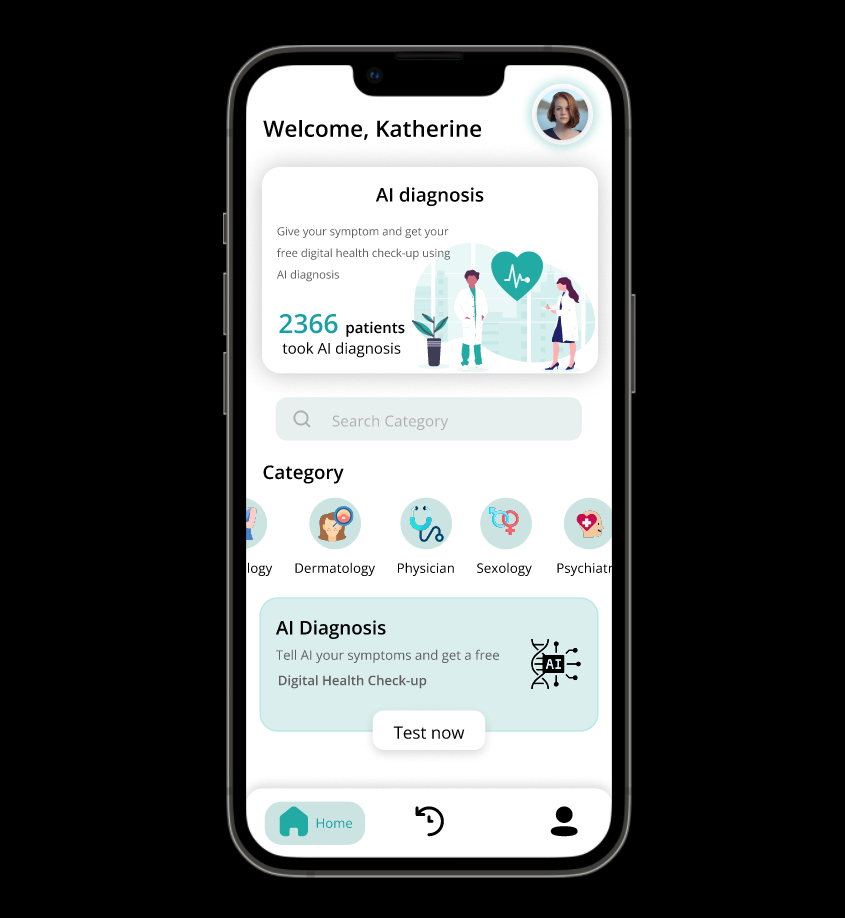 Welcome, Katherine
AI diagnosis
Give your symptom and get your
free digital health check-up using
AI diagnosis
2366 patients
took AI diagnosis
Search Category
Category
logy Dermatology Physician Sexology Psychiatr
AI Diagnosis
Tell AI your symptoms and get a free
Digital Health Check-up
AI
Test now
Home